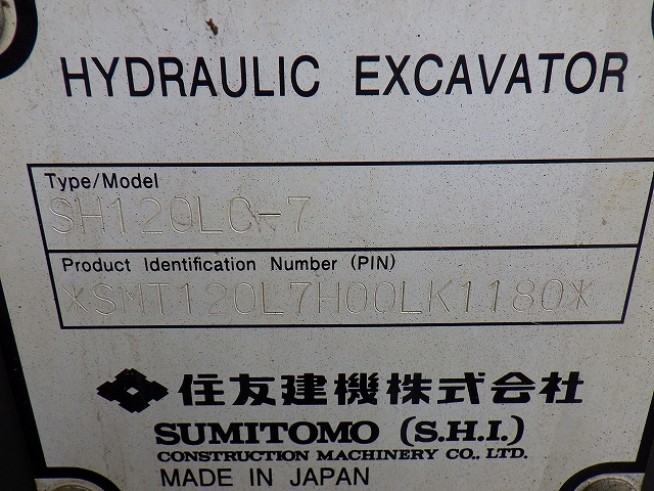 HYDRAULIC EXCAVATOR
Type/Model
SH120LC-7
Product Identification Number (PIN)
*SMT120L7H00LK1180*
住友建機株式会社
SUMITOMO (S.H.I.)
CONSTRUCTION MACHINERY CO., LTD.
MADE IN JAPAN